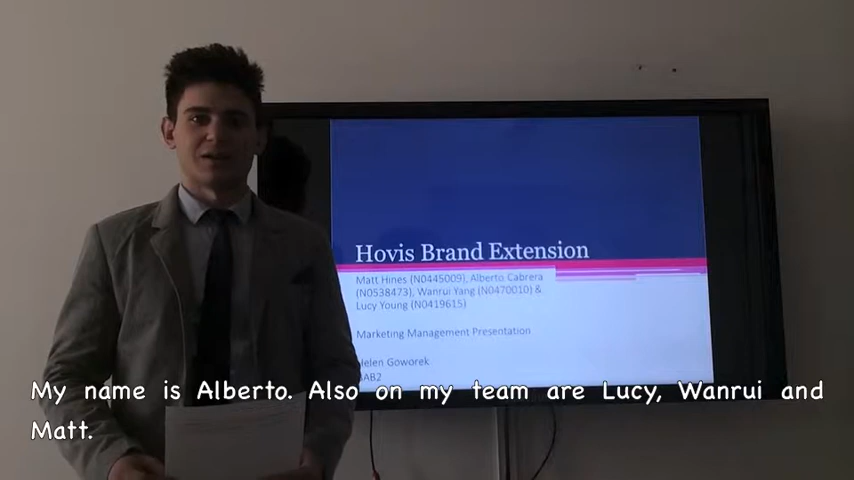 Hovis Brand Extension
Matt Hines (N0445009), Alberto Cabrera
(N0538473), Wanrui Yang (N0470010) &
Lucy Young (N0419615)
Marketing Management Presentation
Helen Goworek
My name is Alberto. Also on my team are Lucy, Wanrui and
Matt.